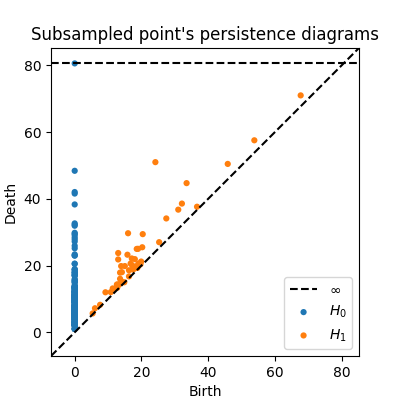 Subsampled point's persistence diagrams
80
60
40
20
0
Death
0 20 40 60 80
Birth
∞
H₀
H₁